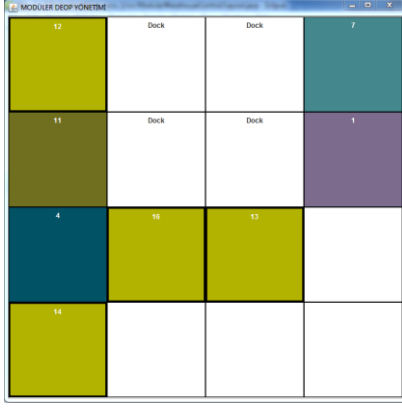 MODÜLER DEOP YÖNETİMİ
12 Dock Dock 7
11 Dock Dock 1
4 16 13
14